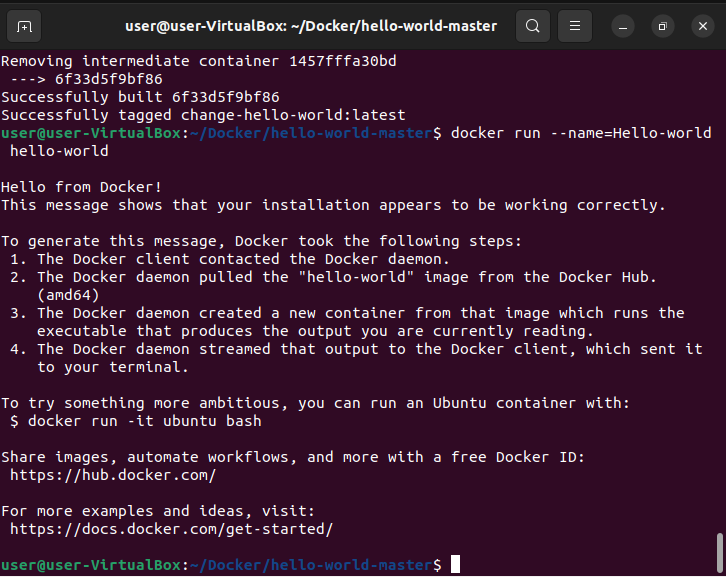 user@user-VirtualBox: ~/Docker/hello-world-master
Removing intermediate container 1457fffa30bd
 ---> 6f33d5f9bf86
Successfully built 6f33d5f9bf86
Successfully tagged change-hello-world:latest
user@user-VirtualBox:~/Docker/hello-world-master$ docker run --name=Hello-world
 hello-world

Hello from Docker!
This message shows that your installation appears to be working correctly.

To generate this message, Docker took the following steps:
 1. The Docker client contacted the Docker daemon.
 2. The Docker daemon pulled the "hello-world" image from the Docker Hub.
    (amd64)
 3. The Docker daemon created a new container from that image which runs the
    executable that produces the output you are currently reading.
 4. The Docker daemon streamed that output to the Docker client, which sent it
    to your terminal.

To try something more ambitious, you can run an Ubuntu container with:
 $ docker run -it ubuntu bash

Share images, automate workflows, and more with a free Docker ID:
 https://hub.docker.com/

For more examples and ideas, visit:
 https://docs.docker.com/get-started/

user@user-VirtualBox:~/Docker/hello-world-master$